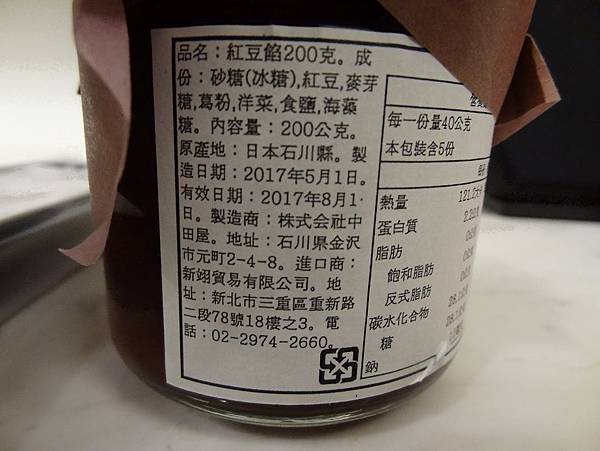 品名：紅豆餡200克。成
份：砂糖(冰糖),紅豆,麥芽
糖,葛粉,洋菜,食鹽,海藻
糖。內容量：200公克。
原產地：日本石川縣。製
造日期：2017年5月1日。
有效日期：2017年8月1
日。製造商：株式会社中
田屋。地址：石川県金沢
市元町2-4-8。進口商：
新翊貿易有限公司。地
址：新北市三重區重新路
二段78號18樓之3。電
話：02-2974-2660。
每一份量40公克
本包裝含5份
熱量
蛋白質
脂肪
飽和脂肪
反式脂肪
碳水化合物
糖
鈉